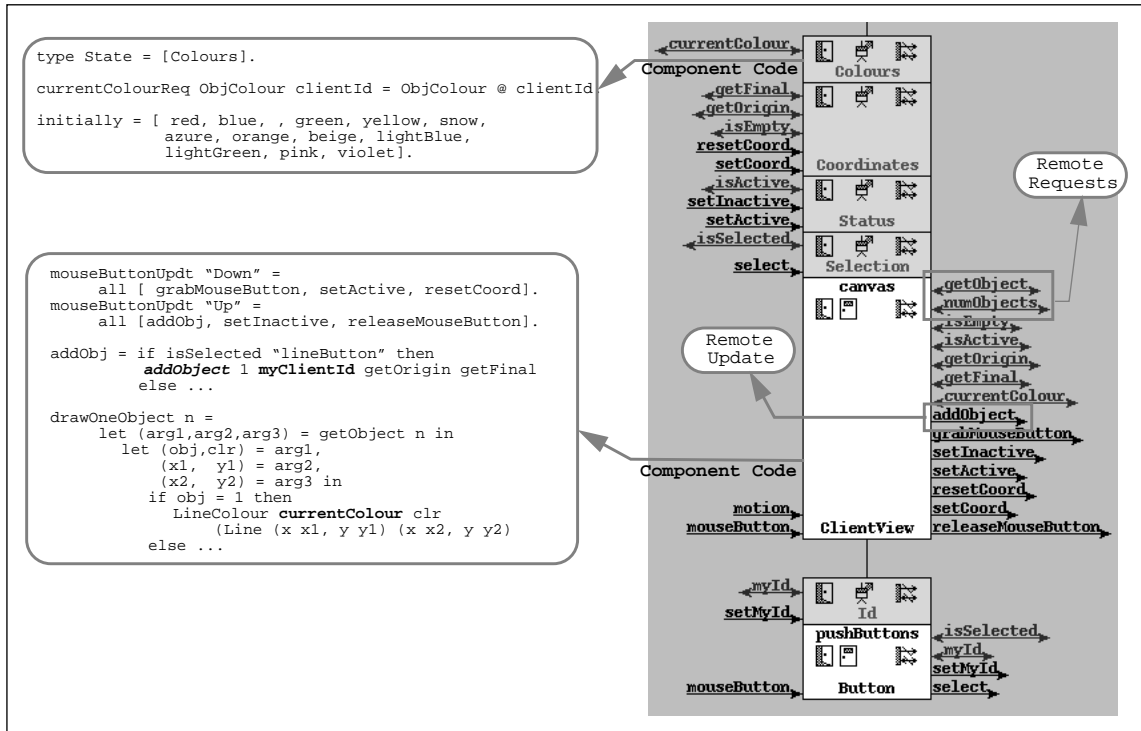 type State = [Colours].
currentColourReq ObjColour clientId = ObjColour @ clientId
initially = [ red, blue, , green, yellow, snow,
azure, orange, beige, lightBlue,
lightGreen, pink, violet].
mouseButtonUpdt “Down” =
all [ grabMouseButton, setActive, resetCoord].
mouseButtonUpdt “Up” =
all [addObj, setInactive, releaseMouseButton].
addObj = if isSelected “lineButton” then
addObject 1 myClientId getOrigin getFinal
else ...
drawOneObject n =
let (arg1,arg2,arg3) = getObject n in
let (obj,clr) = arg1,
(x1, y1) = arg2,
(x2, y2) = arg3 in
if obj = 1 then
LineColour currentColour clr
(Line (x x1, y y1) (x x2, y y2)
else ...
currentColour
Component Code
Colours
getFinal
getOrigin
isEmpty
resetCoord
setCoord
Coordinates
isActive
setInactive
setActive
Status
isSelected
select
Selection
canvas
Remote
Requests
getObject
numObjects
isEmpty
isActive
getOrigin
getFinal
currentColour
Remote
Update
addObject
grabMouseButton
setInactive
setActive
resetCoord
setCoord
releaseMouseButton
Component Code
motion
mouseButton
ClientView
myId
setMyId
Id
pushButtons
isSelected
myId
setMyId
select
mouseButton
Button